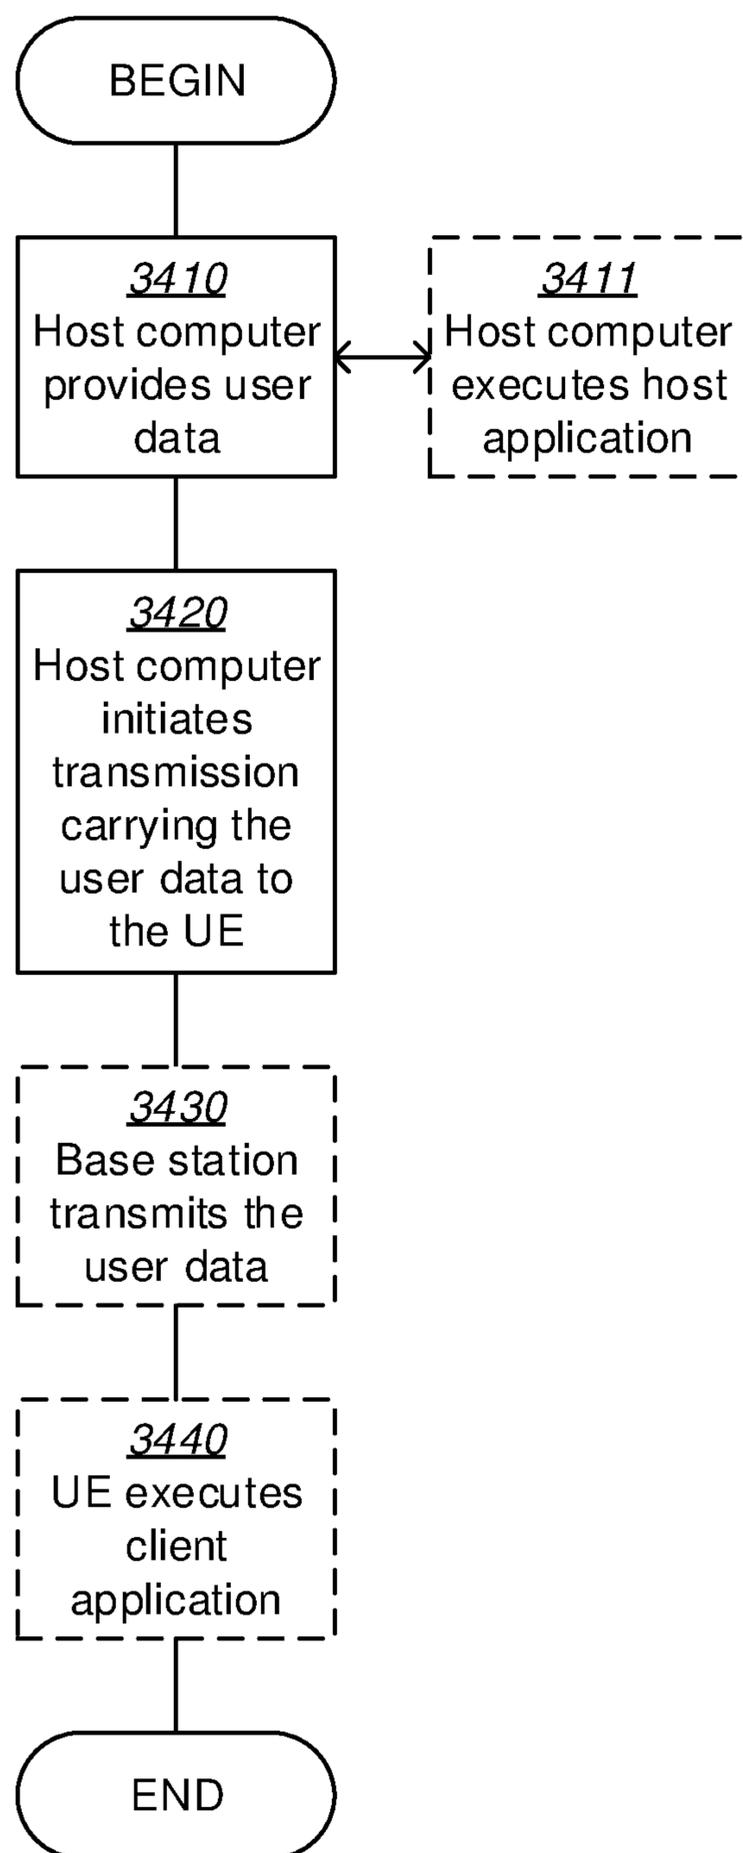 BEGIN
3410
Host computer
provides user
data
3411
Host computer
executes host
application
3420
Host computer
initiates
transmission
carrying the
user data to
the UE
3430
Base station
transmits the
user data
3440
UE executes
client
application
END